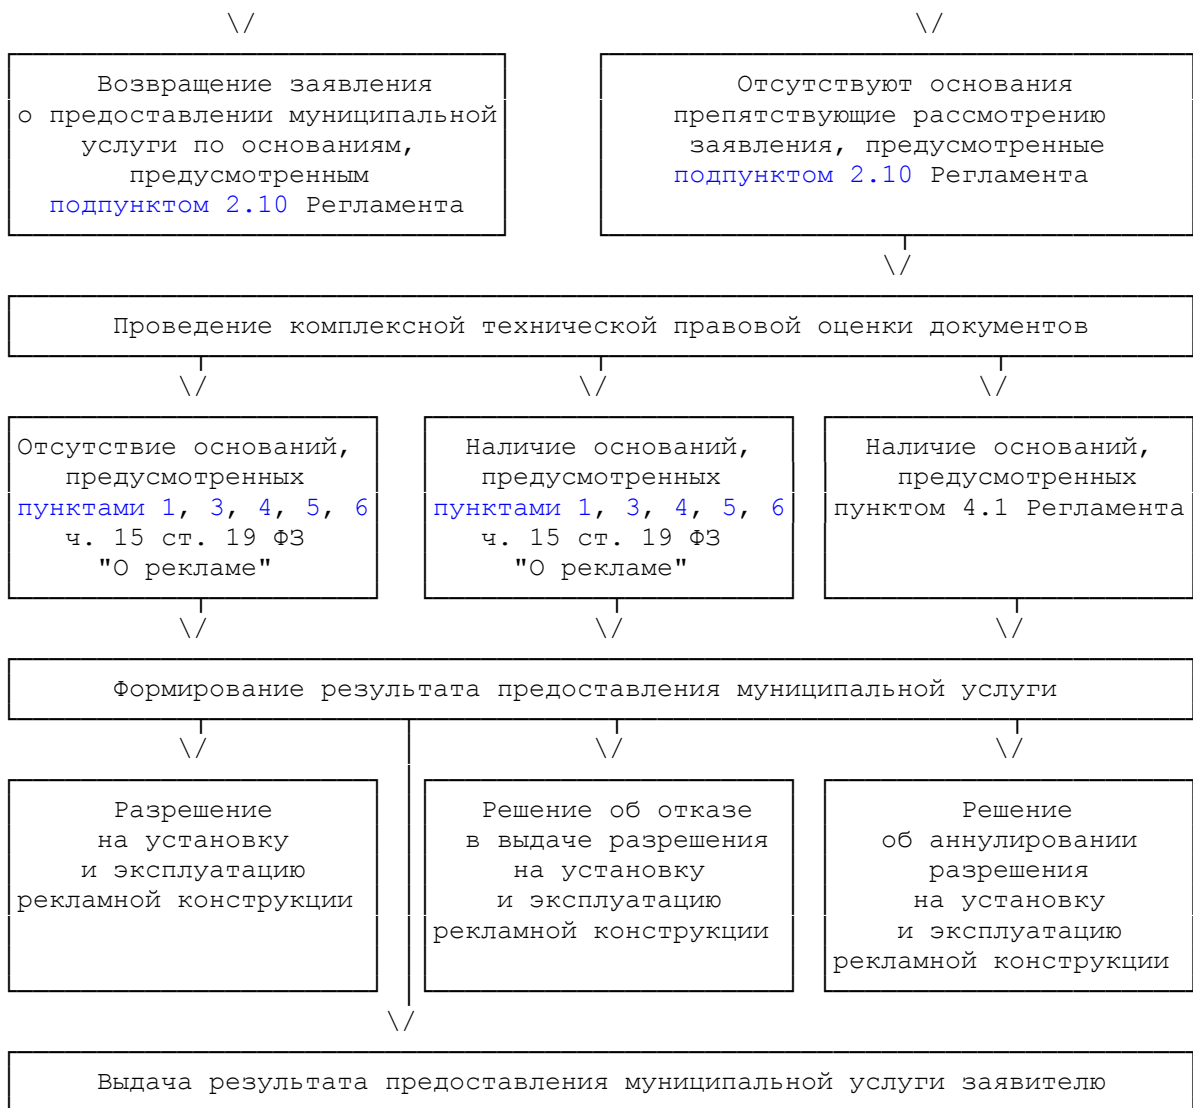 Возвращение заявления
о предоставлении муниципальной
услуги по основаниям,
предусмотренным
подпунктом 2.10 Регламента
Отсутствуют основания
препятствующие рассмотрению
заявления, предусмотренные
подпунктом 2.10 Регламента
Проведение комплексной технической правовой оценки документов
Отсутствие оснований,
предусмотренных
пунктами 1, 3, 4, 5, 6
ч. 15 ст. 19 ФЗ
"О рекламе"
Наличие оснований,
предусмотренных
пунктами 1, 3, 4, 5, 6
ч. 15 ст. 19 ФЗ
"О рекламе"
Наличие оснований,
предусмотренных
пунктом 4.1 Регламента
Формирование результата предоставления муниципальной услуги
Разрешение
на установку
и эксплуатацию
рекламной конструкции
Решение об отказе
в выдаче разрешения
на установку
и эксплуатацию
рекламной конструкции
Решение
об аннулировании
разрешения
на установку
и эксплуатацию
рекламной конструкции
Выдача результата предоставления муниципальной услуги заявителю